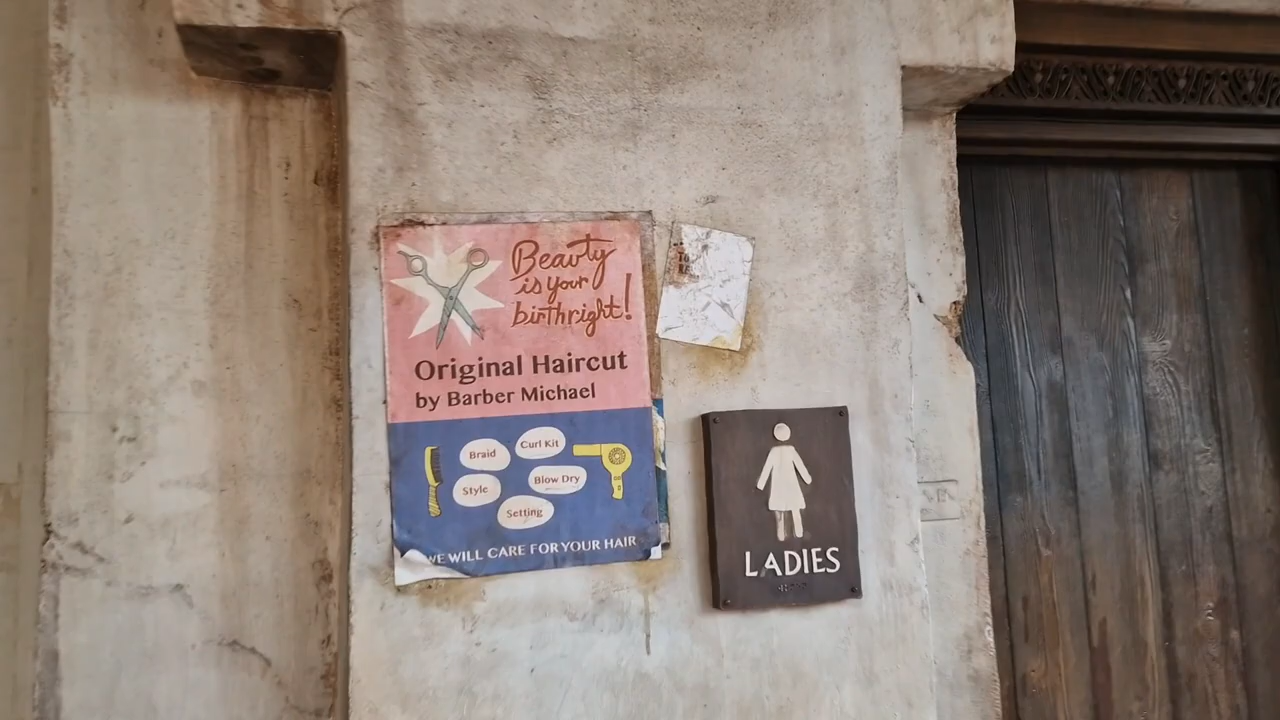 Beauty
is your
birthright!
Original Haircut
by Barber Michael
Braid
Curl Kit
Style
Blow Dry
Setting
WE WILL CARE FOR YOUR HAIR
LADIES